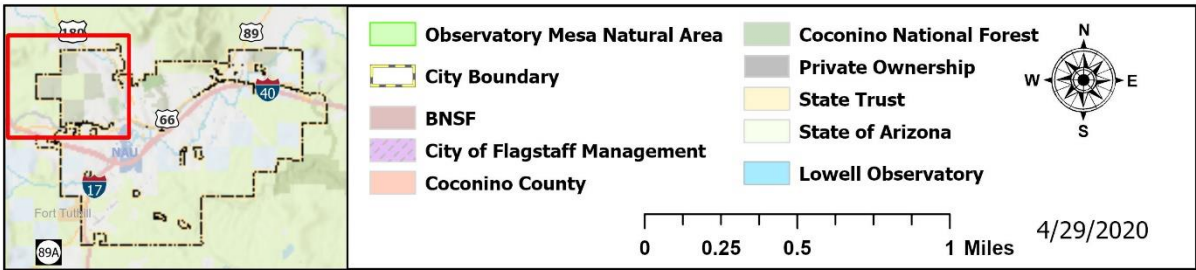 180
89
40
66
NAU
17
Fort Tuthill
89A
Observatory Mesa Natural Area
City Boundary
BNSF
City of Flagstaff Management
Coconino County
Coconino National Forest
Private Ownership
State Trust
State of Arizona
Lowell Observatory
N
W E
S
0 0.25 0.5 1 Miles
4/29/2020